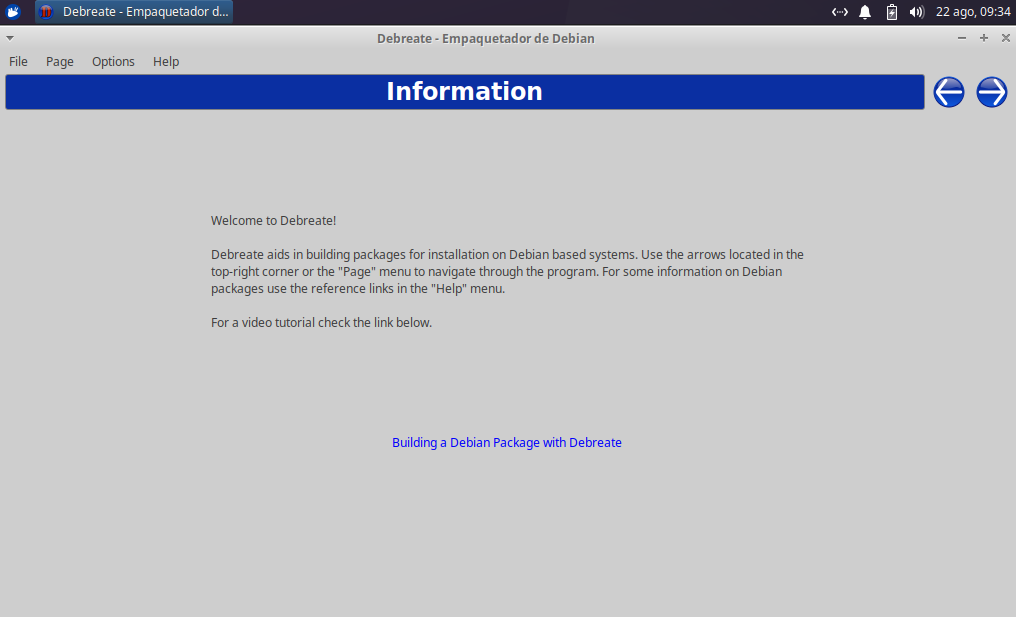 Debreate - Empaquetador d...
22 ago, 09:34
Debreate - Empaquetador de Debian
File Page Options Help
Information
Welcome to Debreate!
Debreate aids in building packages for installation on Debian based systems. Use the arrows located in the
top-right corner or the "Page" menu to navigate through the program. For some information on Debian
packages use the reference links in the "Help" menu.
For a video tutorial check the link below.
Building a Debian Package with Debreate